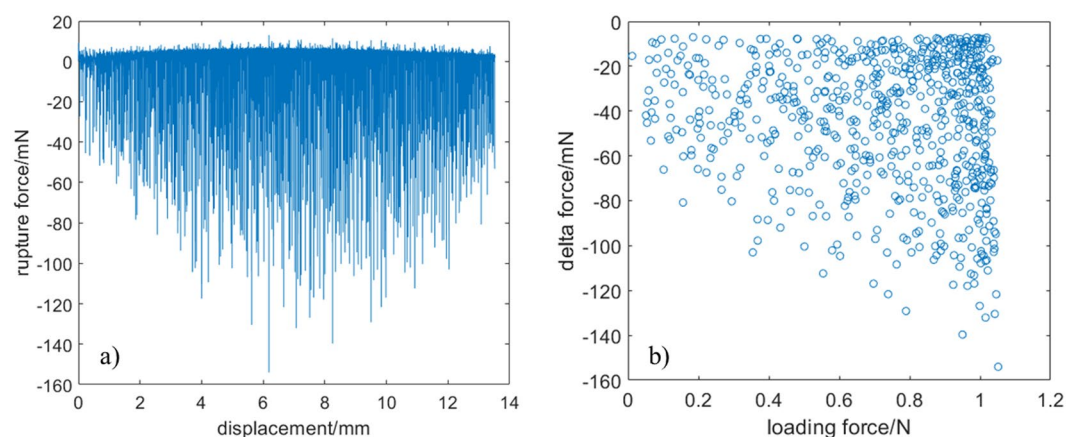 20
0
-20
-40
-60
-80
-100
-120
-140
-160
rupture force/mN
a)
0 2 4 6 8 10 12 14
displacement/mm
0
-20
-40
-60
-80
-100
-120
-140
-160
delta force/mN
b)
0 0.2 0.4 0.6 0.8 1 1.2
loading force/N